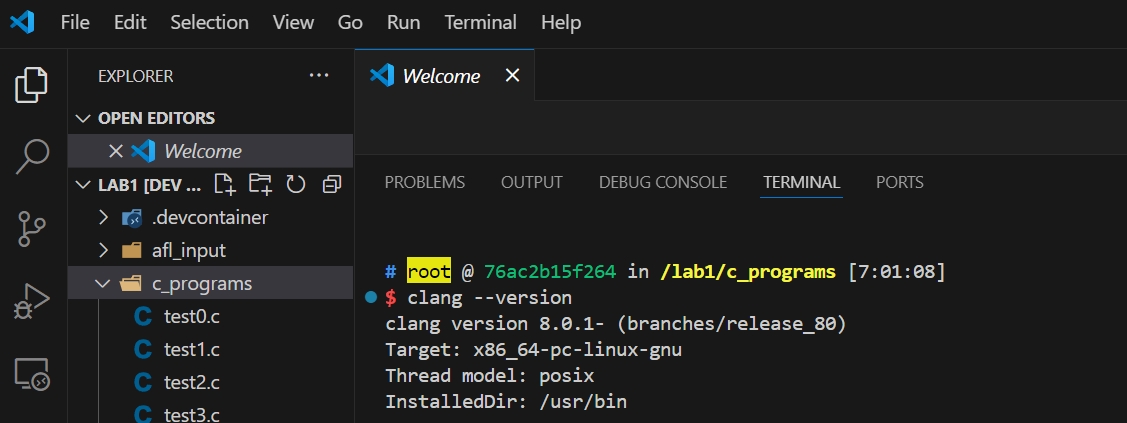 File Edit Selection View Go Run Terminal Help
EXPLORER
OPEN EDITORS
Welcome
LAB1 [DEV ...
.devcontainer
afl_input
c_programs
test0.c
test1.c
test2.c
test3.c
Welcome
PROBLEMS OUTPUT DEBUG CONSOLE TERMINAL PORTS
# root @ 76ac2b15f264 in /lab1/c_programs [7:01:08]
$ clang --version
clang version 8.0.1- (branches/release_80)
Target: x86_64-pc-linux-gnu
Thread model: posix
InstalledDir: /usr/bin